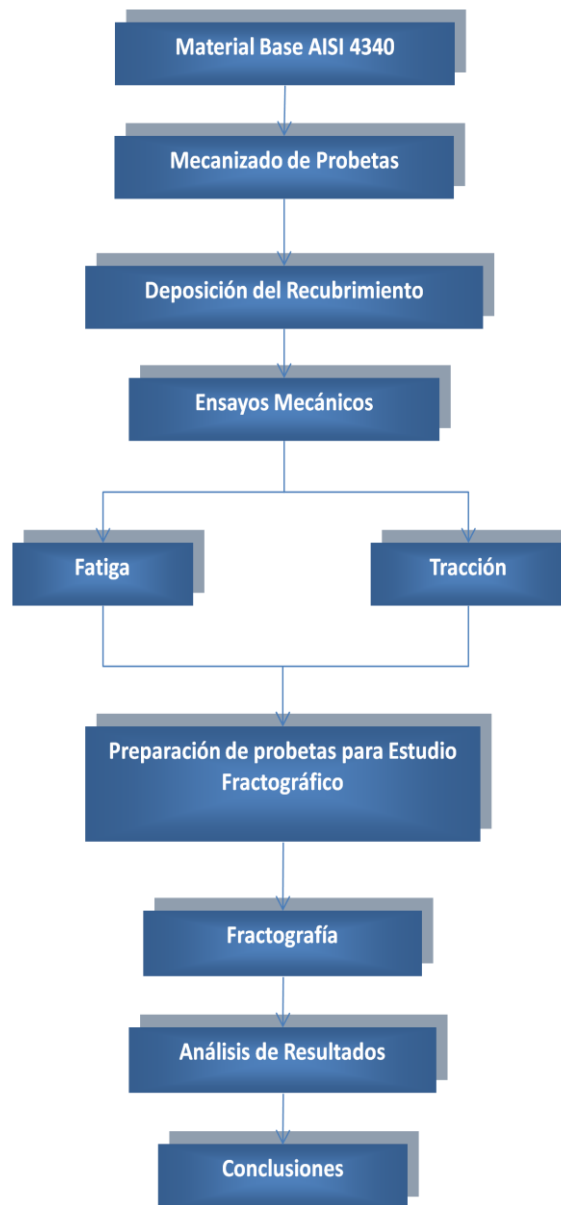 Material Base AISI 4340
Mecanizado de Probetas
Deposición del Recubrimiento
Ensayos Mecánicos
Fatiga
Tracción
Preparación de probetas para Estudio
Fractográfico
Fractografía
Análisis de Resultados
Conclusiones